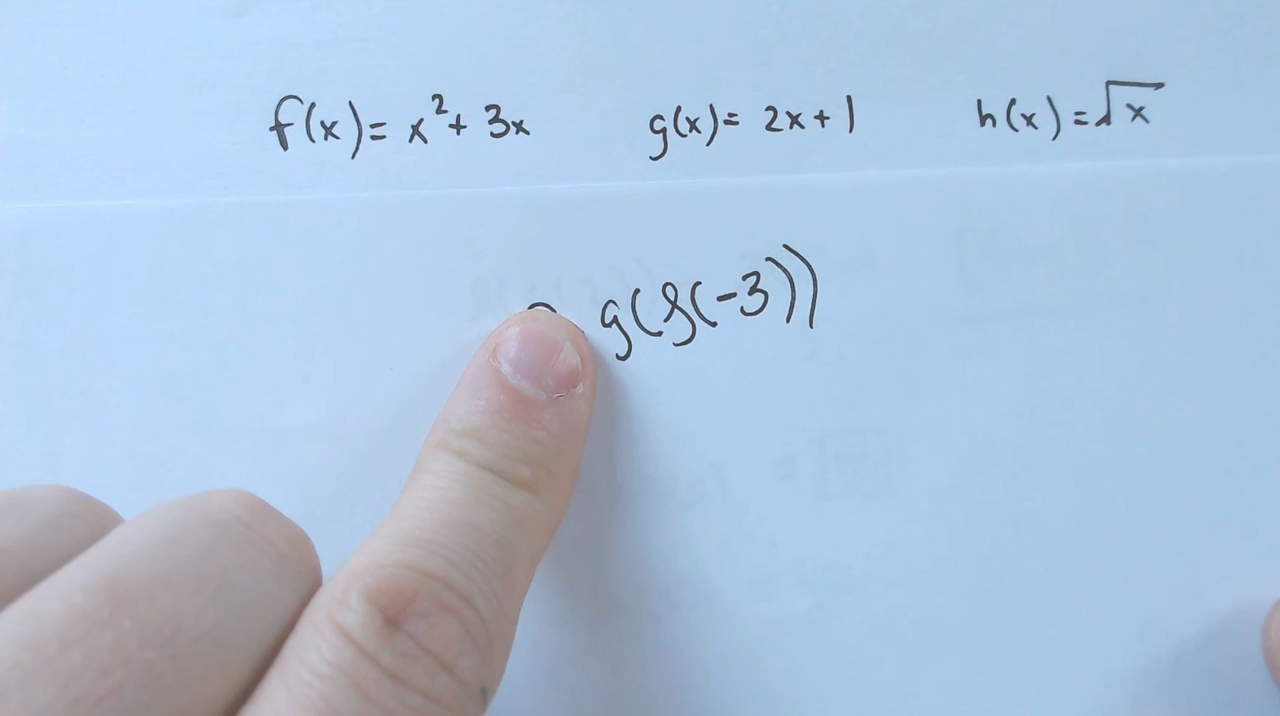 f(x)= x²+ 3x g(x)= 2x+1 h(x)=√x
g(f(-3))